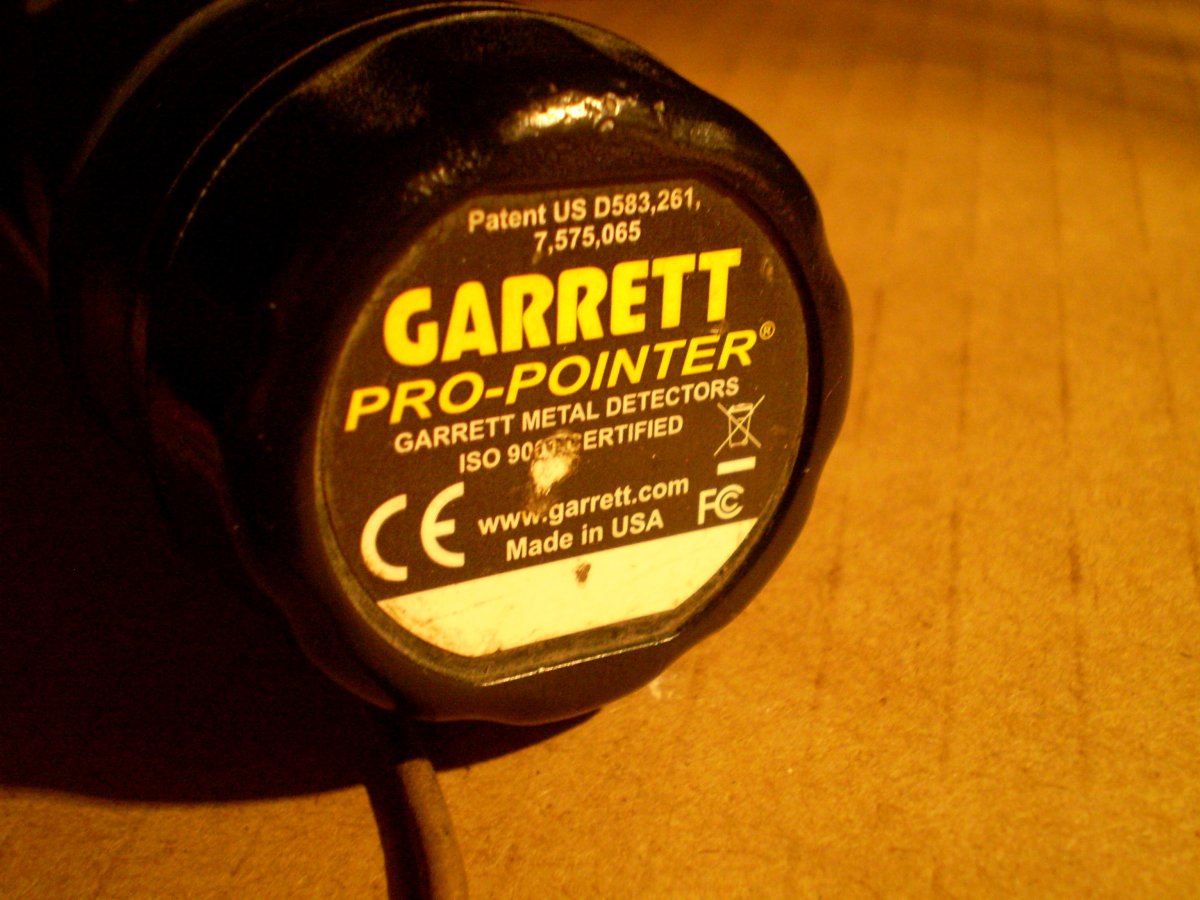 Patent US D583,261,
7,575,065
GARRETT
PRO-POINTER®
GARRETT METAL DETECTORS
ISO CERTIFIED
CE www.garrett.com FC
Made in USA